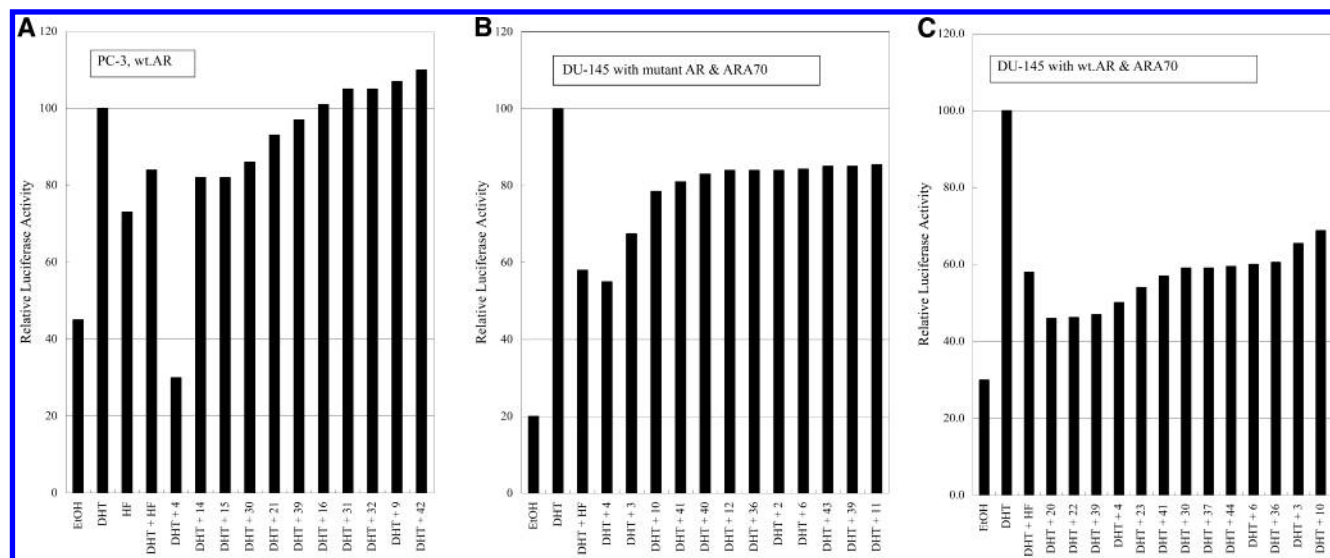 A
Relative Luciferase Activity
120
100
80
60
40
20
0
PC-3, wt.AR
EtOH
DHT
HF
DHT + HF
DHT + 4
DHT + 14
DHT + 15
DHT + 30
DHT + 21
DHT + 39
DHT + 16
DHT + 31
DHT + 32
DHT + 9
DHT + 42
B
Relative Luciferase Activity
120
100
80
60
40
20
0
DU-145 with mutant AR & ARA70
EtOH
DHT
DHT + HF
DHT + 4
DHT + 3
DHT + 10
DHT + 41
DHT + 40
DHT + 12
DHT + 36
DHT + 2
DHT + 6
DHT + 43
DHT + 39
DHT + 11
C
Relative Luciferase Activity
120.0
100.0
80.0
60.0
40.0
20.0
0.0
DU-145 with wt.AR & ARA70
EtOH
DHT
DHT + HF
DHT + 20
DHT + 22
DHT + 39
DHT + 4
DHT + 23
DHT + 41
DHT + 30
DHT + 37
DHT + 44
DHT + 6
DHT + 36
DHT + 3
DHT + 10